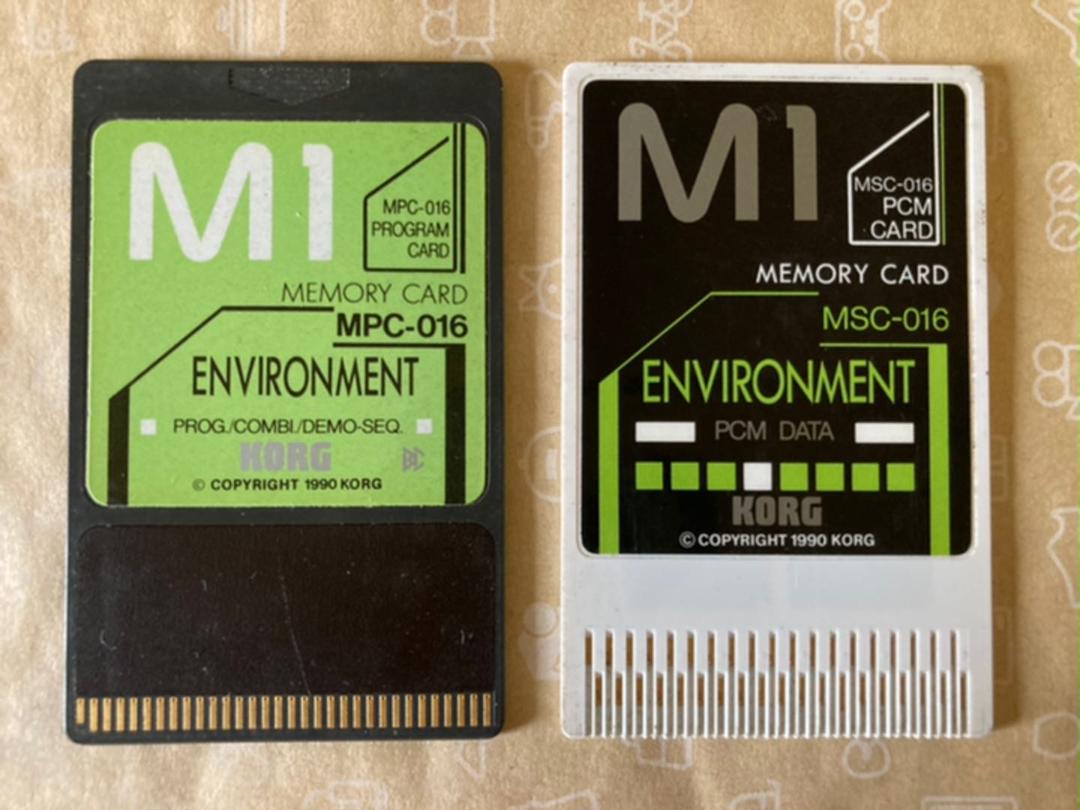 M1
MPC-016
PROGRAM
CARD
MEMORY CARD
MPC-016
ENVIRONMENT
PROG./COMBI./DEMO-SEQ.
KORG
© COPYRIGHT 1990 KORG
M1
MSC-016
PCM
CARD
MEMORY CARD
MSC-016
ENVIRONMENT
PCM DATA
KORG
© COPYRIGHT 1990 KORG